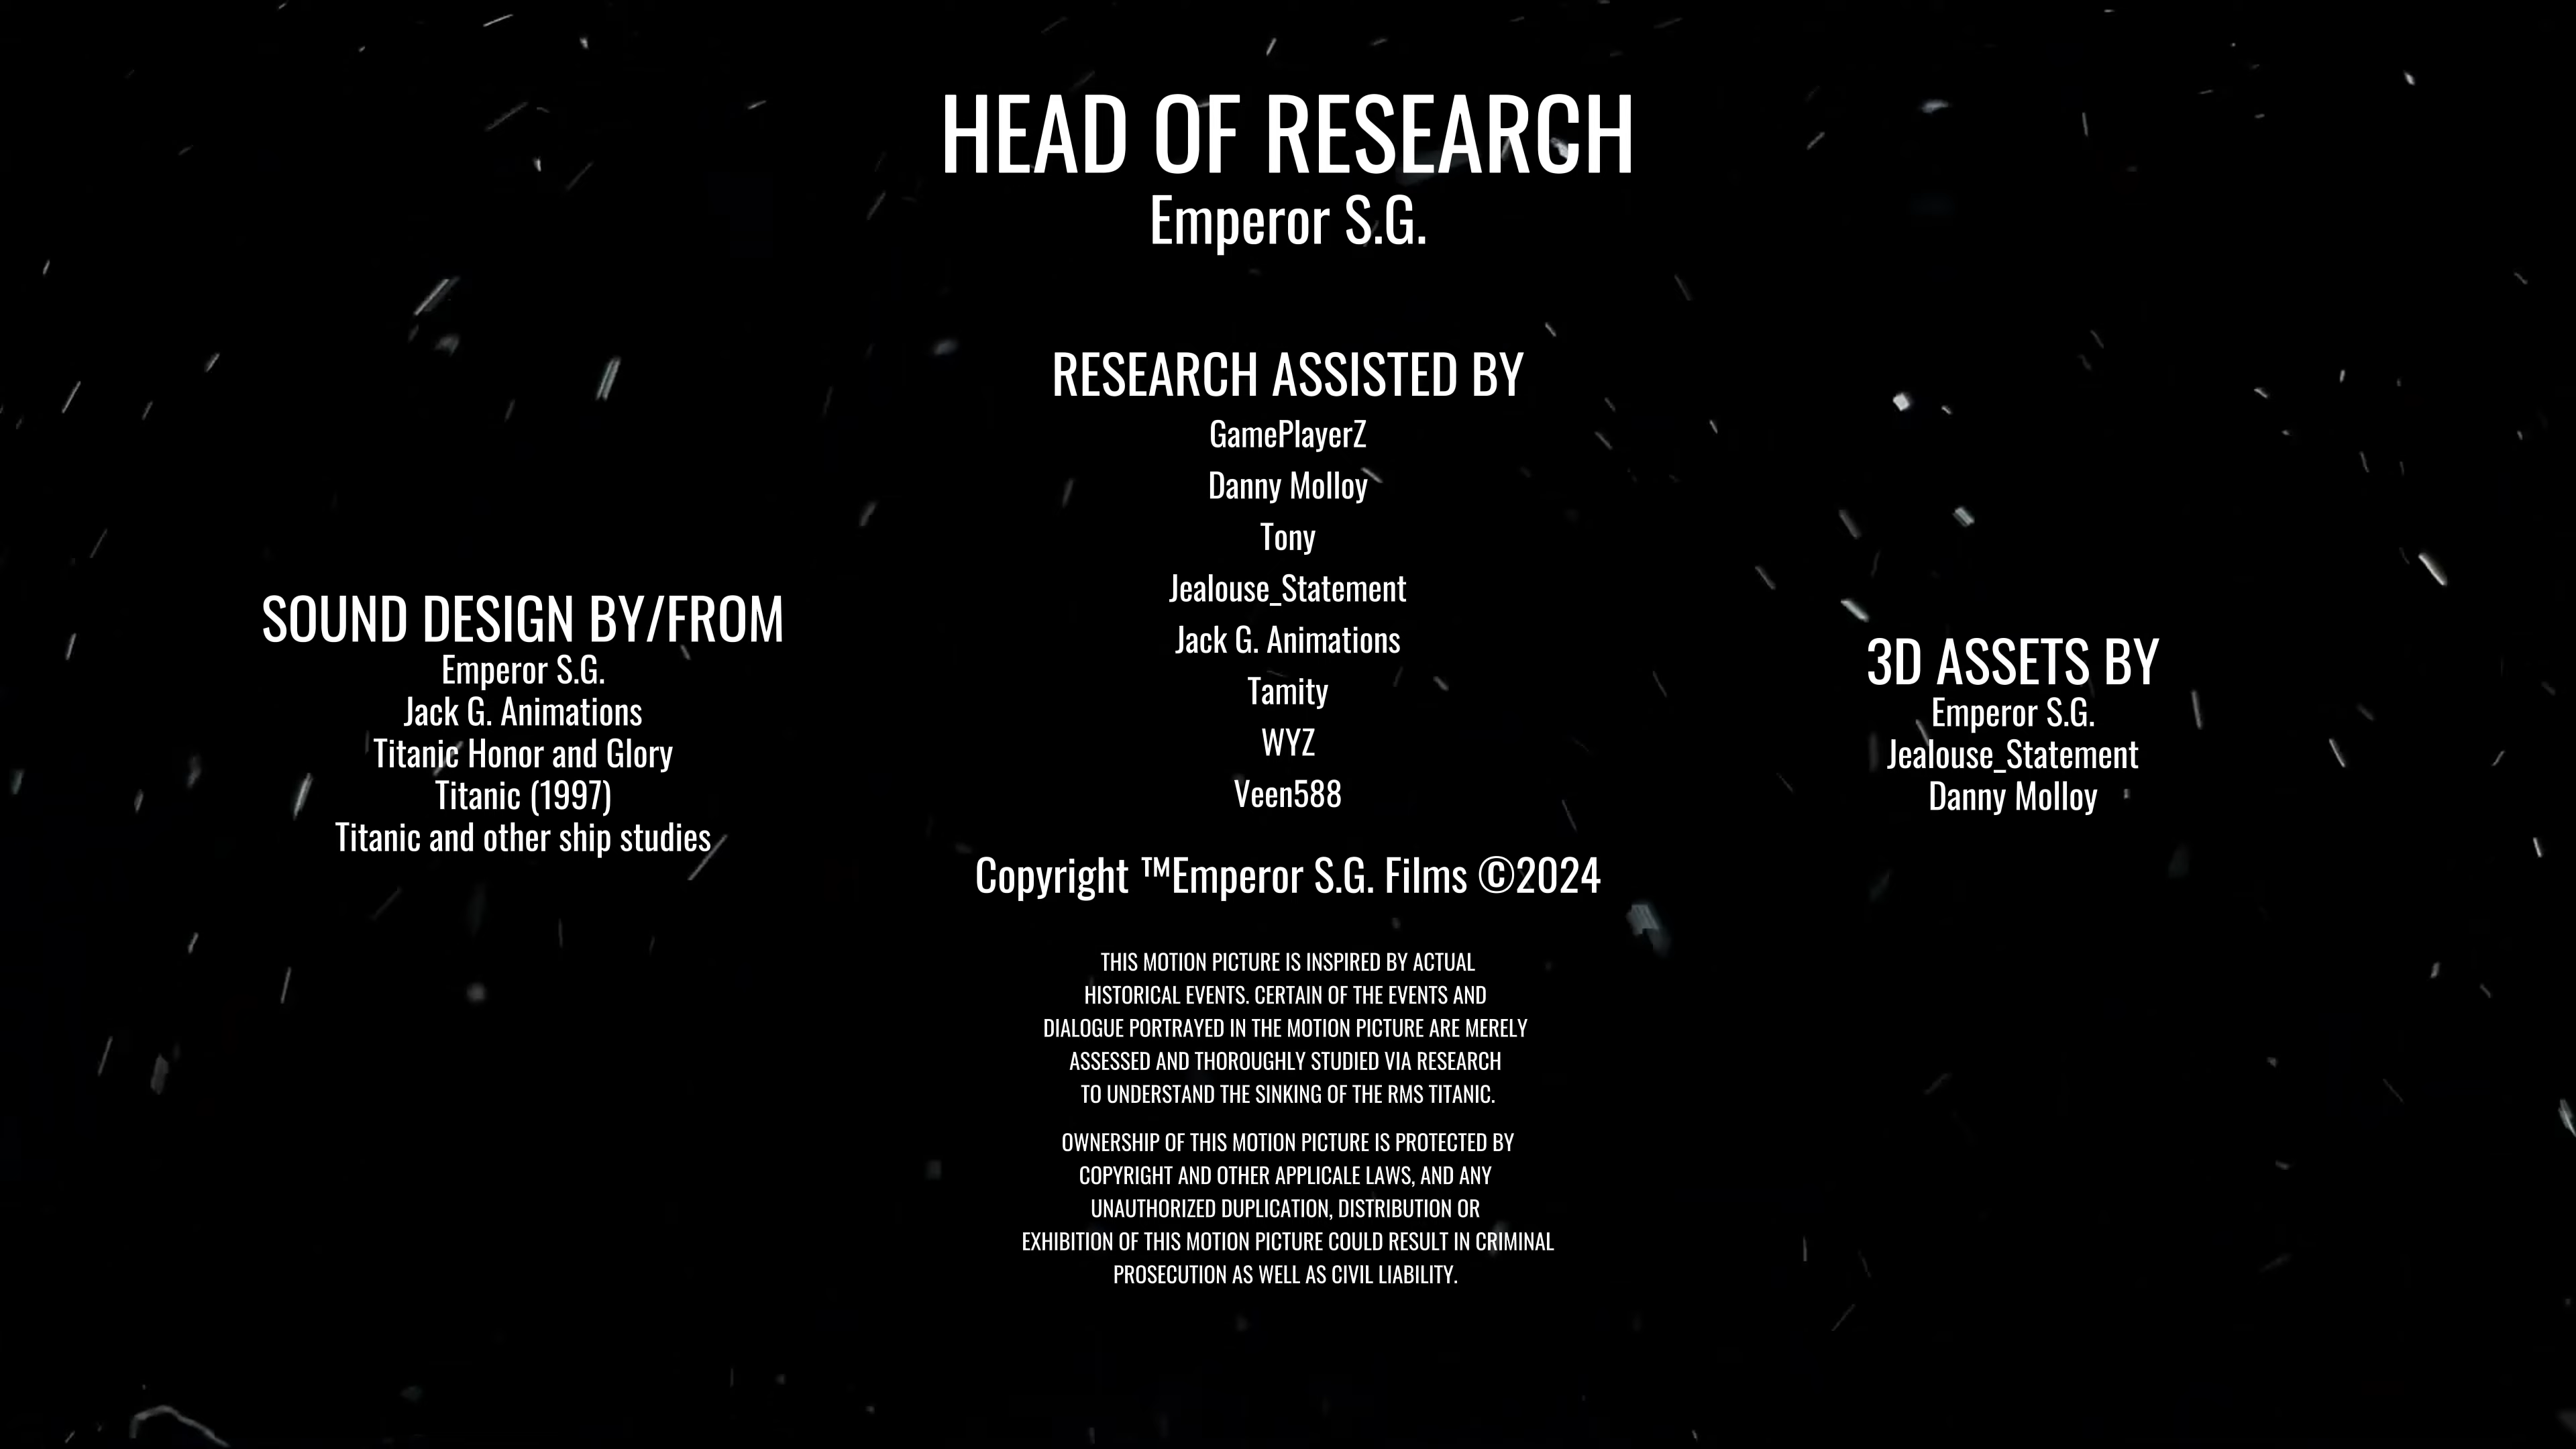 HEAD OF RESEARCH
Emperor S.G.
RESEARCH ASSISTED BY
GamePlayerZ
Danny Molloy
Tony
Jealouse_Statement
Jack G. Animations
Tamity
WYZ
Veen588
SOUND DESIGN BY/FROM
Emperor S.G.
Jack G. Animations
Titanic Honor and Glory
Titanic (1997)
Titanic and other ship studies
3D ASSETS BY
Emperor S.G.
Jealouse_Statement
Danny Molloy
Copyright ™Emperor S.G. Films ©2024
THIS MOTION PICTURE IS INSPIRED BY ACTUAL
HISTORICAL EVENTS. CERTAIN OF THE EVENTS AND
DIALOGUE PORTRAYED IN THE MOTION PICTURE ARE MERELY
ASSESSED AND THOROUGHLY STUDIED VIA RESEARCH
TO UNDERSTAND THE SINKING OF THE RMS TITANIC.
OWNERSHIP OF THIS MOTION PICTURE IS PROTECTED BY
COPYRIGHT AND OTHER APPLICALE LAWS, AND ANY
UNAUTHORIZED DUPLICATION, DISTRIBUTION OR
EXHIBITION OF THIS MOTION PICTURE COULD RESULT IN CRIMINAL
PROSECUTION AS WELL AS CIVIL LIABILITY.